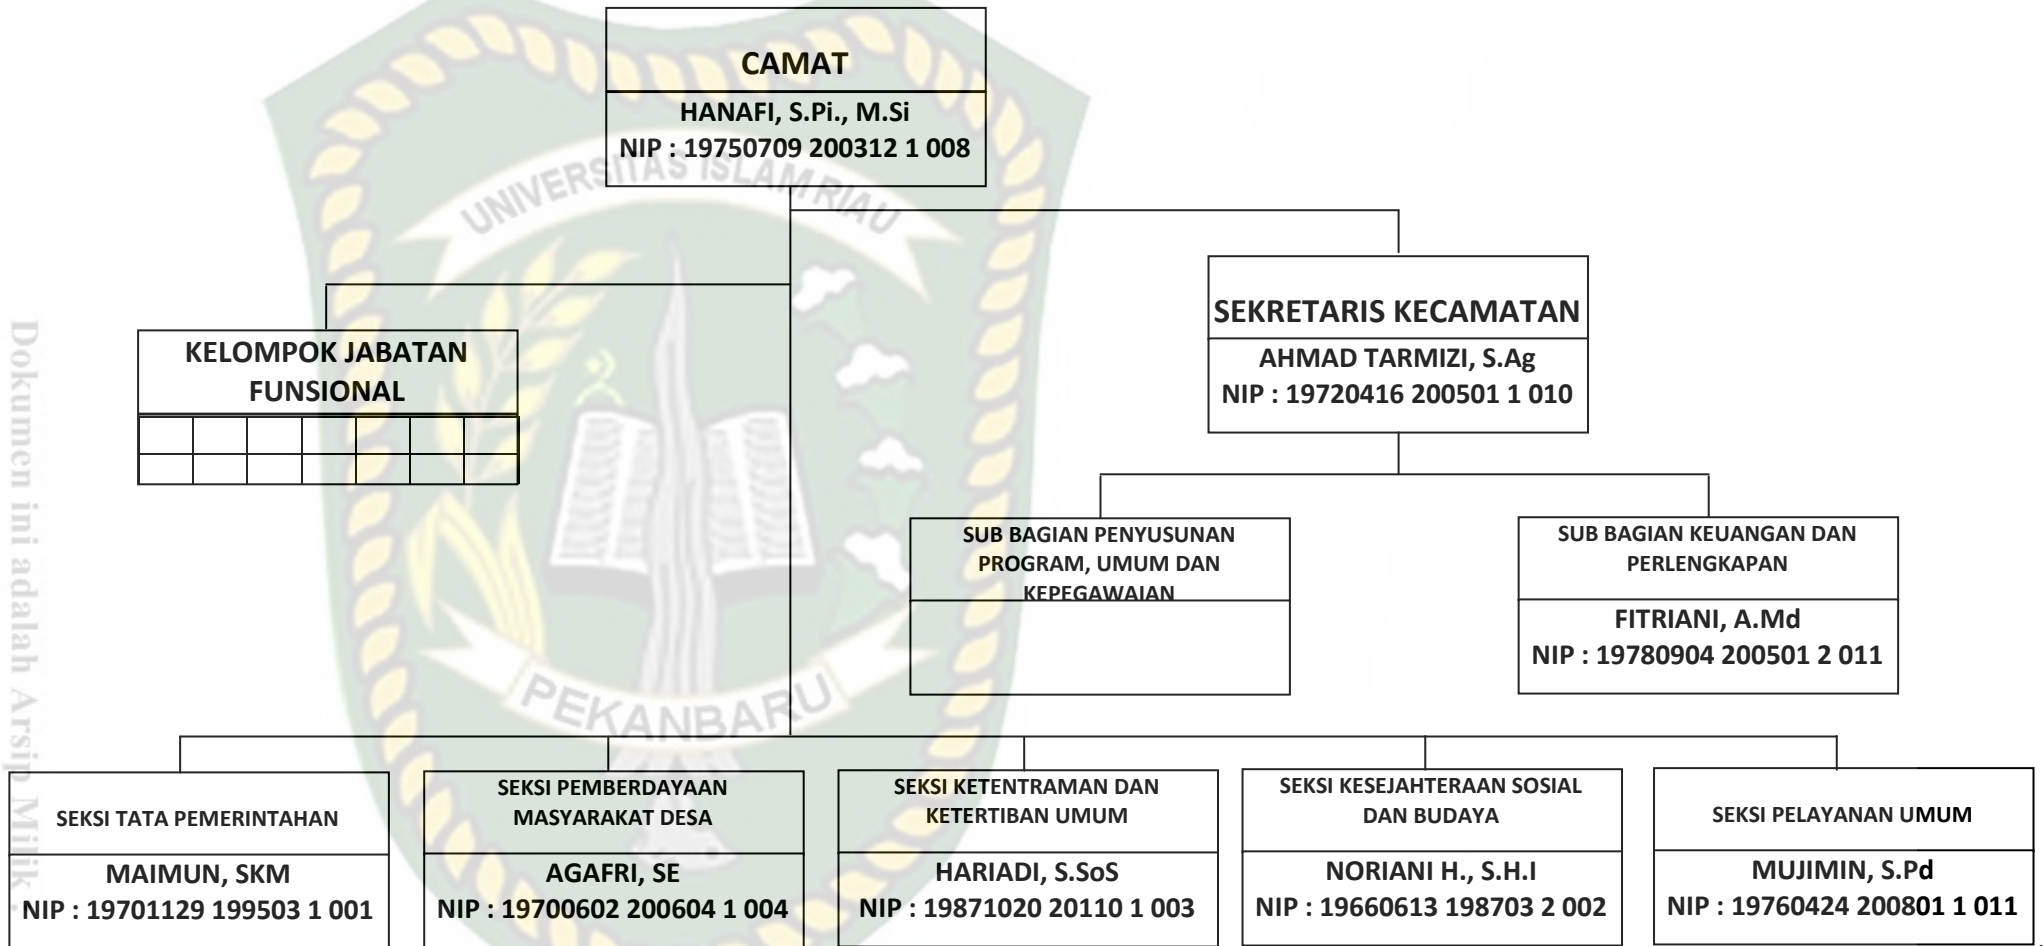 CAMAT
HANAFI, S.Pi., M.Si
NIP : 19750709 200312 1 008
UNIVERSITAS ISLAM RIAU
SEKRETARIS KECAMATAN
AHMAD TARMIZI, S.Ag
NIP : 19720416 200501 1 010
KELOMPOK JABATAN
FUNSIONAL
SUB BAGIAN PENYUSUNAN
PROGRAM, UMUM DAN
KEPEGAWAIAN
SUB BAGIAN KEUANGAN DAN
PERLENGKAPAN
FITRIANI, A.Md
NIP : 19780904 200501 2 011
PEKANBARU
SEKSI TATA PEMERINTAHAN
MAIMUN, SKM
NIP : 19701129 199503 1 001
SEKSI PEMBERDAYAAN
MASYARAKAT DESA
AGAFRI, SE
NIP : 19700602 200604 1 004
SEKSI KETENTRAMAN DAN
KETERTIBAN UMUM
HARIADI, S.SoS
NIP : 19871020 20110 1 003
SEKSI KESEJAHTERAAN SOSIAL
DAN BUDAYA
NORIANI H., S.H.I
NIP : 19660613 198703 2 002
SEKSI PELAYANAN UMUM
MUJIMIN, S.Pd
NIP : 19760424 200801 1 011
Dokumen ini adalah Arsip Milik :